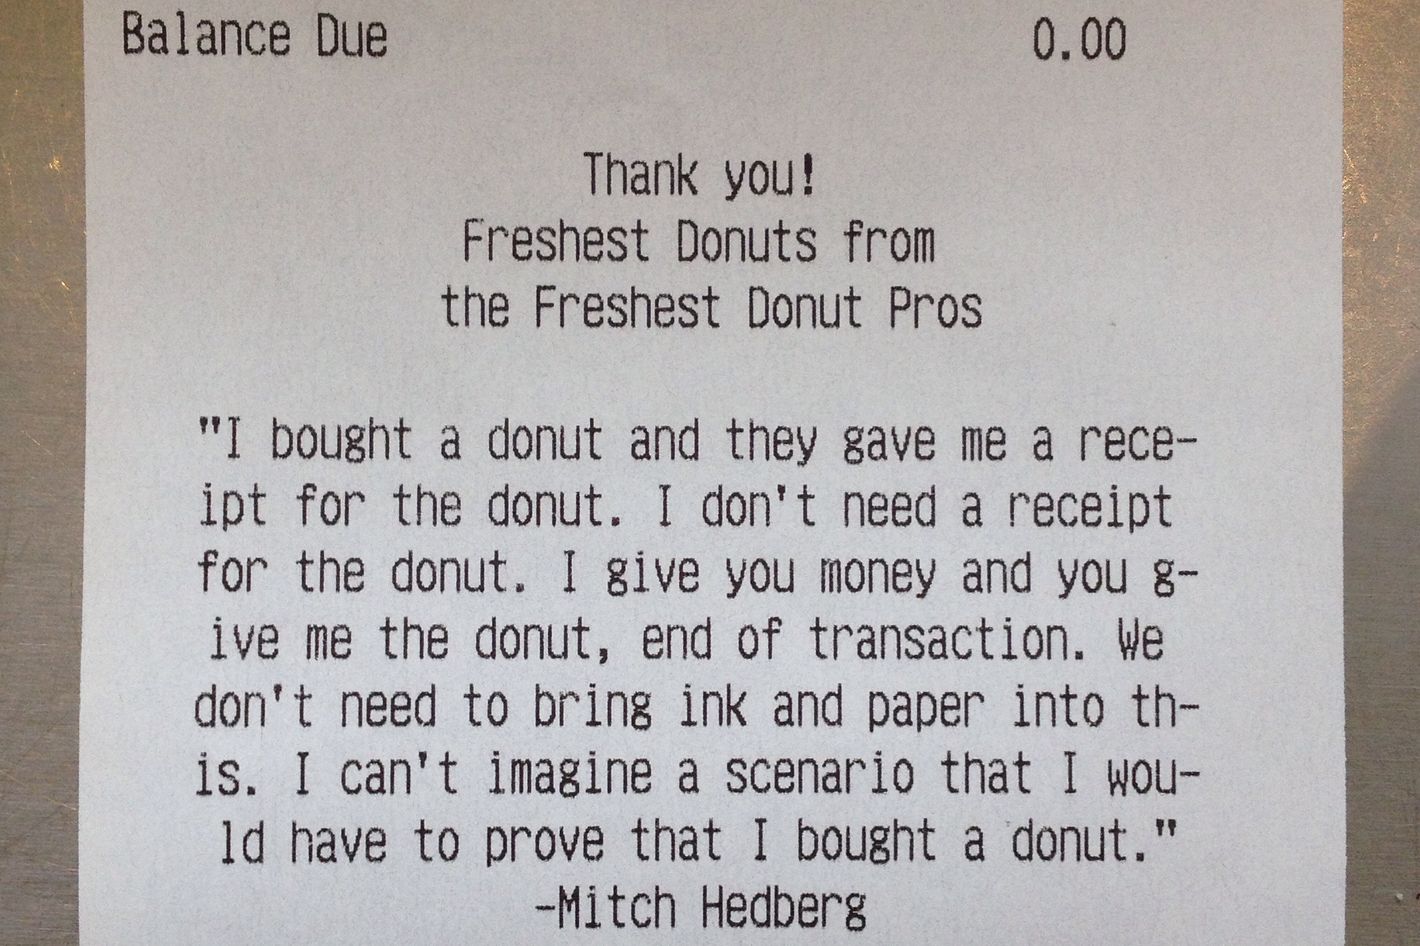 Balance Due 0.00
Thank you!
Freshest Donuts from
the Freshest Donut Pros
"I bought a donut and they gave me a rece-
ipt for the donut. I don't need a receipt
for the donut. I give you money and you g-
ive me the donut, end of transaction. We
don't need to bring ink and paper into th-
is. I can't imagine a scenario that I wou-
ld have to prove that I bought a donut."
-Mitch Hedberg